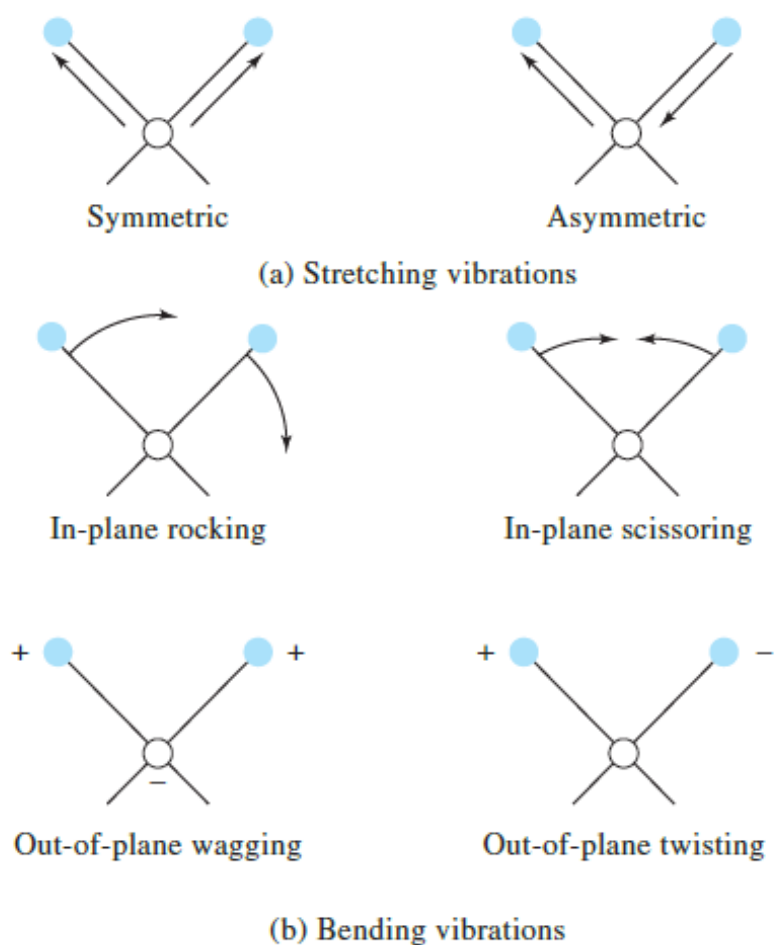 Symmetric
Asymmetric
(a) Stretching vibrations
In-plane rocking
In-plane scissoring
+ +
+ −
−
Out-of-plane wagging
Out-of-plane twisting
(b) Bending vibrations